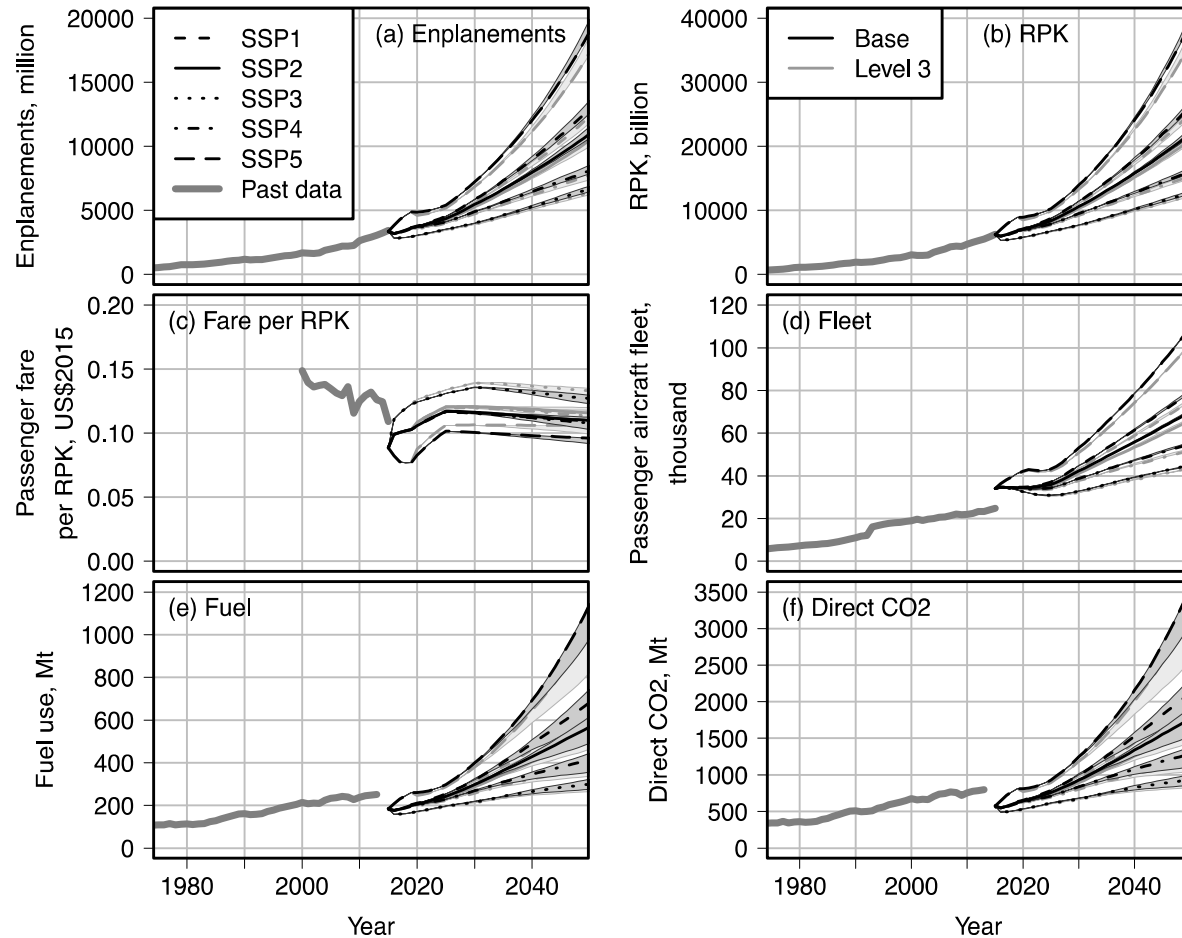 20000
15000
10000
5000
0
Enplanements, million
(a) Enplanements
SSP1
SSP2
SSP3
SSP4
SSP5
Past data
40000
30000
20000
10000
0
RPK, billion
(b) RPK
Base
Level 3
0.20
0.15
0.10
0.05
0.00
Passenger fare
per RPK, US$2015
(c) Fare per RPK
120
100
80
60
40
20
0
Passenger aircraft fleet,
thousand
(d) Fleet
1200
1000
800
600
400
200
0
Fuel use, Mt
(e) Fuel
1980 2000 2020 2040
Year
3500
3000
2500
2000
1500
1000
500
0
Direct CO2, Mt
(f) Direct CO2
1980 2000 2020 2040
Year